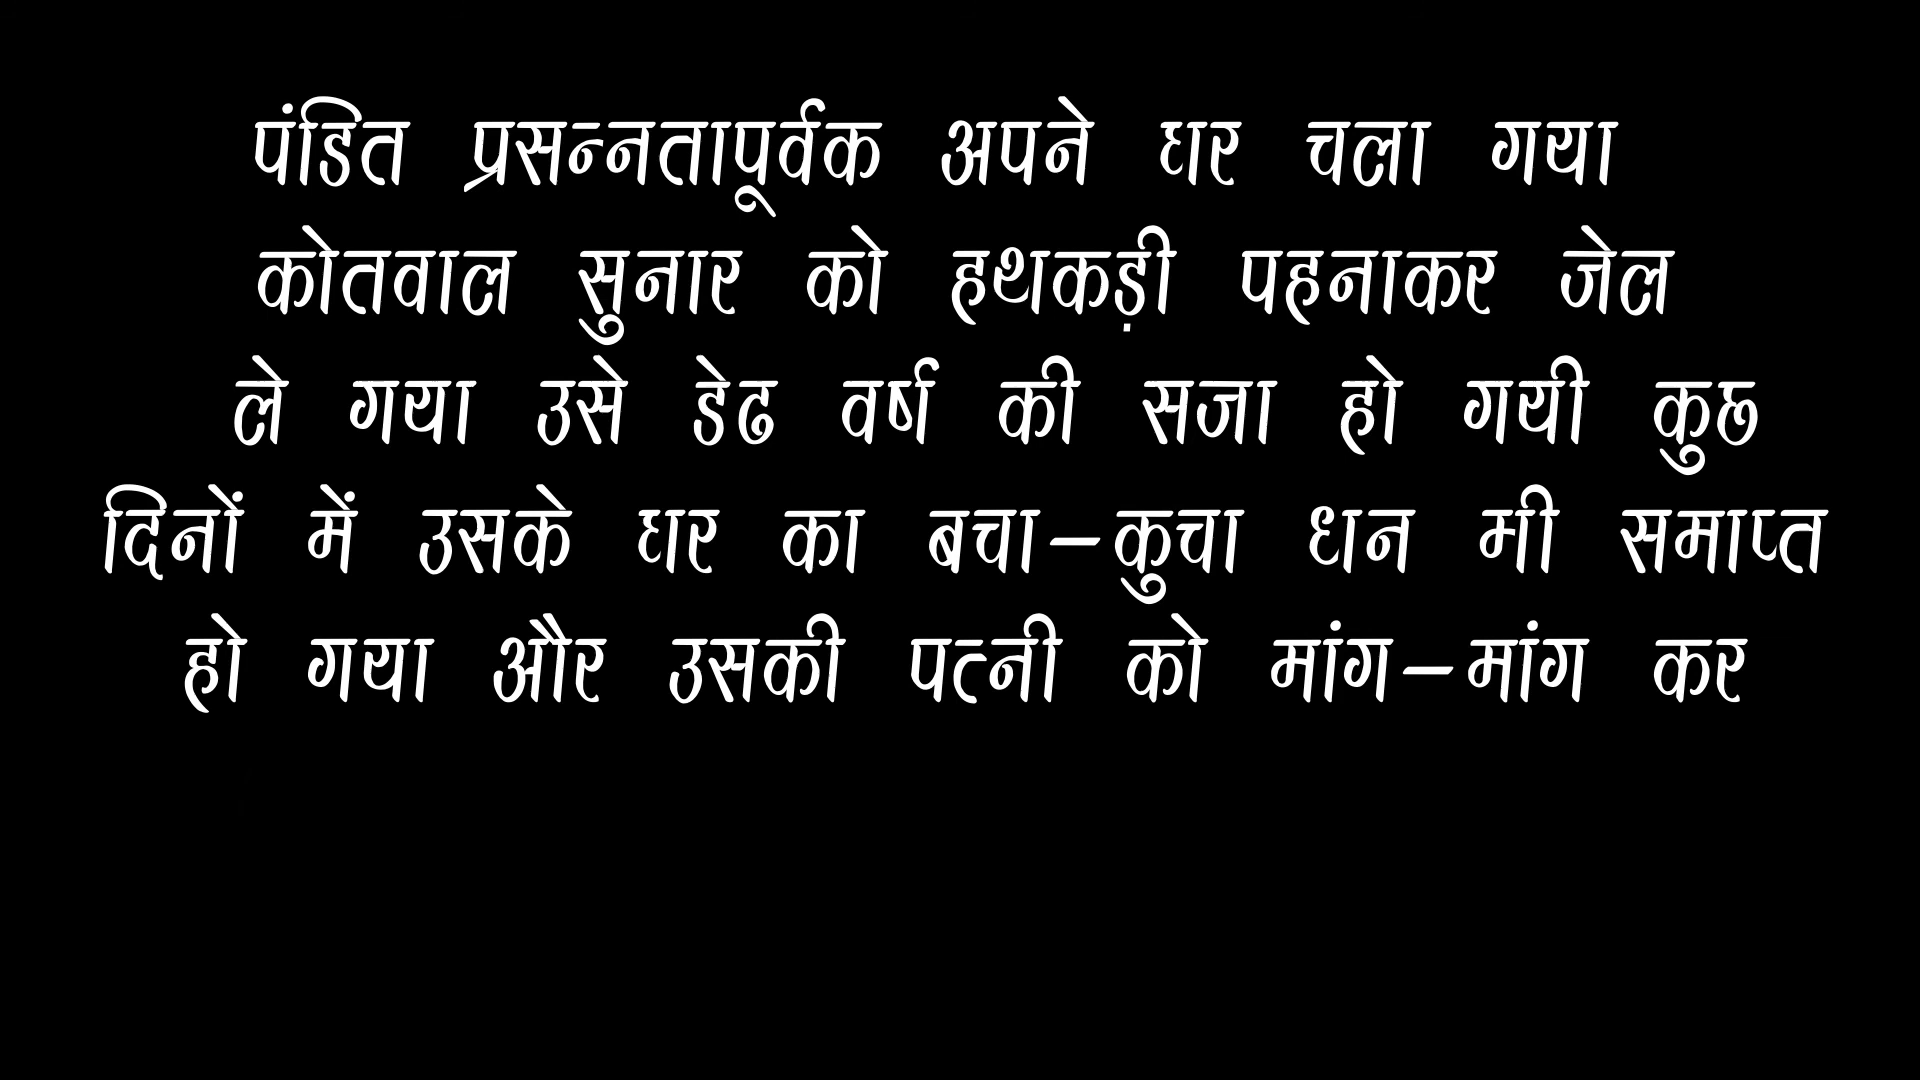 पंडित प्रसन्नतापूर्वक अपने घर चला गया
कोतवाल सुनार को हथकड़ी पहनाकर जेल
ले गया उसे डेढ वर्ष की सजा हो गयी कुछ
दिनों में उसके घर का बचा-कुचा धन भी समाप्त
हो गया और उसकी पत्नी को मांग-मांग कर